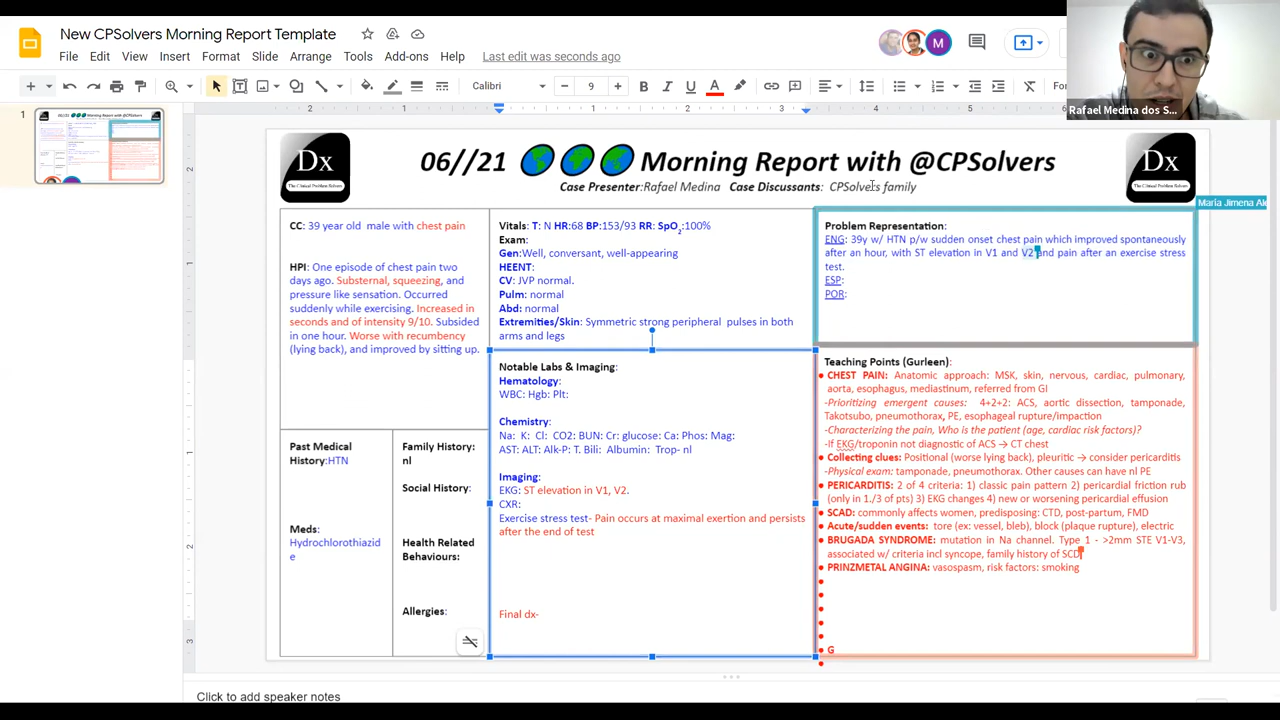 New CPSolvers Morning Report Template
File Edit View Insert Format Slide Arrange Tools Add-ons Help Last edit was seconds ago
M
Calibri
9
Rafael Medina dos S...
2 1 1 2 3 4 5
1
Dx
The Clinical Problem Solvers
06//21 Morning Report with @CPSolvers
Case Presenter:Rafael Medina Case Discussants: CPSolvers family
Dx
The Clinical Problem Solvers
CC: 39 year old male with chest pain
HPI: One episode of chest pain two
days ago. Substernal, squeezing, and
pressure like sensation. Occurred
suddenly while exercising. Increased in
seconds and of intensity 9/10. Subsided
in one hour. Worse with recumbency
(lying back), and improved by sitting up.
Past Medical
History:HTN
Meds:
Hydrochlorothiazid
e
Family History:
nl
Social History:
Health Related
Behaviours:
Allergies:
Vitals: T: N HR:68 BP:153/93 RR: SpO2:100%
Exam:
Gen:Well, conversant, well-appearing
HEENT:
CV: JVP normal.
Pulm: normal
Abd: normal
Extremities/Skin: Symmetric strong peripheral pulses in both
arms and legs
Notable Labs & Imaging:
Hematology:
WBC: Hgb: Plt:
Chemistry:
Na: K: Cl: CO2: BUN: Cr: glucose: Ca: Phos: Mag:
AST: ALT: Alk-P: T. Bili: Albumin: Trop- nl
Imaging:
EKG: ST elevation in V1, V2.
CXR:
Exercise stress test- Pain occurs at maximal exertion and persists
after the end of test
Final dx-
Problem Representation:
ENG: 39y w/ HTN p/w sudden onset chest pain which improved spontaneously
after an hour, with ST elevation in V1 and V2 and pain after an exercise stress
test.
ESP:
POR:
Teaching Points (Gurleen):
• CHEST PAIN: Anatomic approach: MSK, skin, nervous, cardiac, pulmonary,
aorta, esophagus, mediastinum, referred from GI
-Prioritizing emergent causes: 4+2+2: ACS, aortic dissection, tamponade,
Takotsubo, pneumothorax, PE, esophageal rupture/impaction
-Characterizing the pain, Who is the patient (age, cardiac risk factors)?
-If EKG/troponin not diagnostic of ACS → CT chest
• Collecting clues: Positional (worse lying back), pleuritic → consider pericarditis
-Physical exam: tamponade, pneumothorax. Other causes can have nl PE
• PERICARDITIS: 2 of 4 criteria: 1) classic pain pattern 2) pericardial friction rub
(only in 1./3 of pts) 3) EKG changes 4) new or worsening pericardial effusion
• SCAD: commonly affects women, predisposing: CTD, post-partum, FMD
• Acute/sudden events: tore (ex: vessel, bleb), block (plaque rupture), electric
• BRUGADA SYNDROME: mutation in Na channel. Type 1 - >2mm STE V1-V3,
associated w/ criteria incl syncope, family history of SCD
• PRINZMETAL ANGINA: vasospasm, risk factors: smoking
• G
Click to add speaker notes